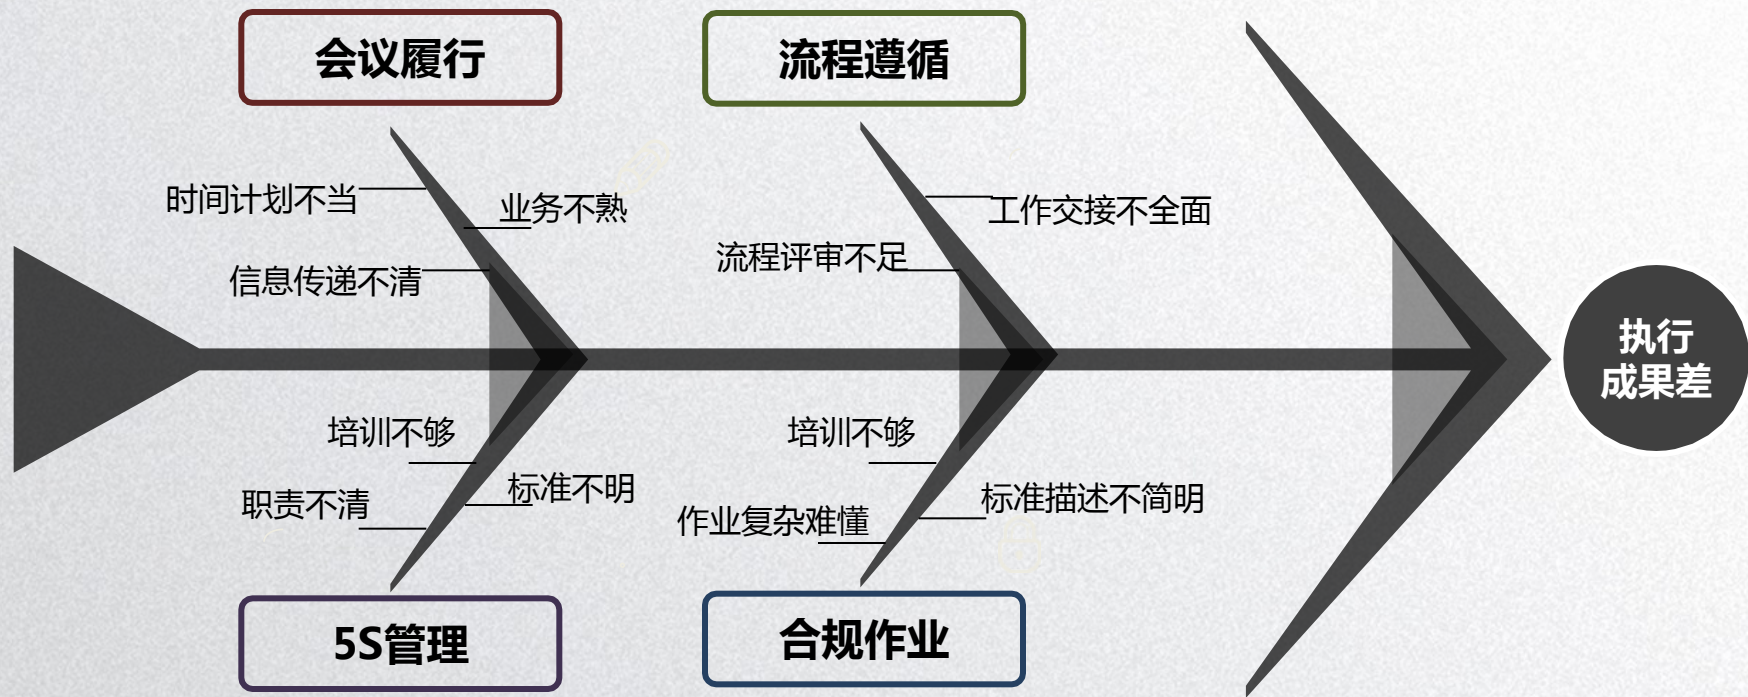 会议履行
流程遵循
时间计划不当
业务不熟
信息传递不清
工作交接不全面
流程评审不足
执行
成果差
培训不够
职责不清
标准不明
培训不够
作业复杂难懂
标准描述不简明
5S管理
合规作业